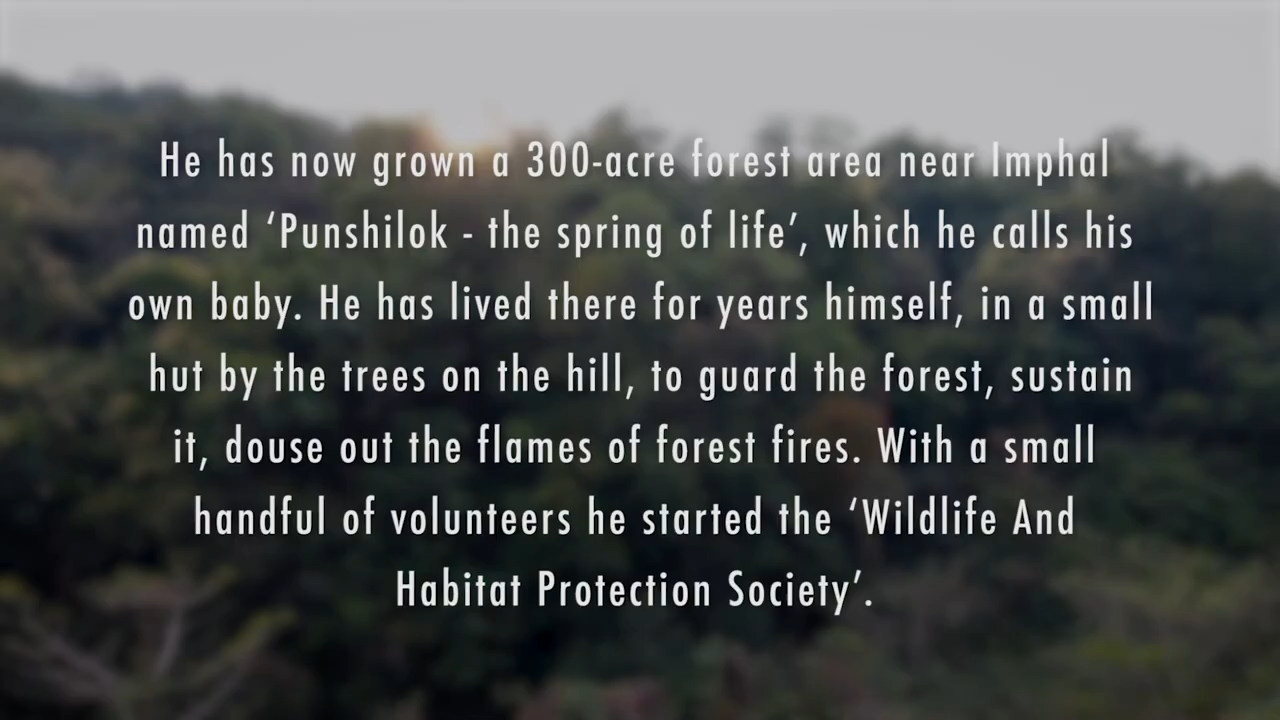 He has now grown a 300-acre forest area near Imphal
named ‘Punshilok - the spring of life’, which he calls his
own baby. He has lived there for years himself, in a small
hut by the trees on the hill, to guard the forest, sustain
it, douse out the flames of forest fires. With a small
handful of volunteers he started the ‘Wildlife And
Habitat Protection Society’.